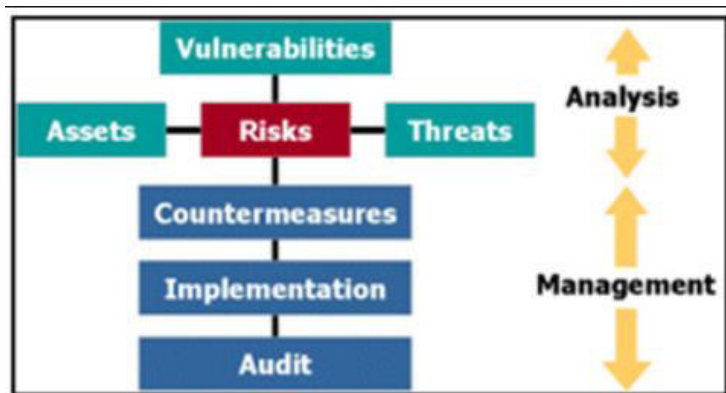 Vulnerabilities
Analysis
Assets Risks Threats
Countermeasures
Implementation
Management
Audit